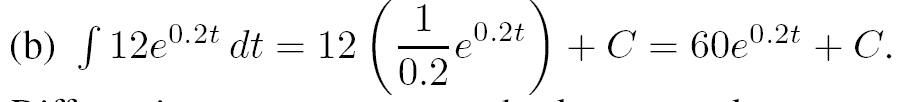 (b) ∫ 12e^{0.2t} dt = 12 (1/0.2 e^{0.2t}) + C = 60e^{0.2t} + C.